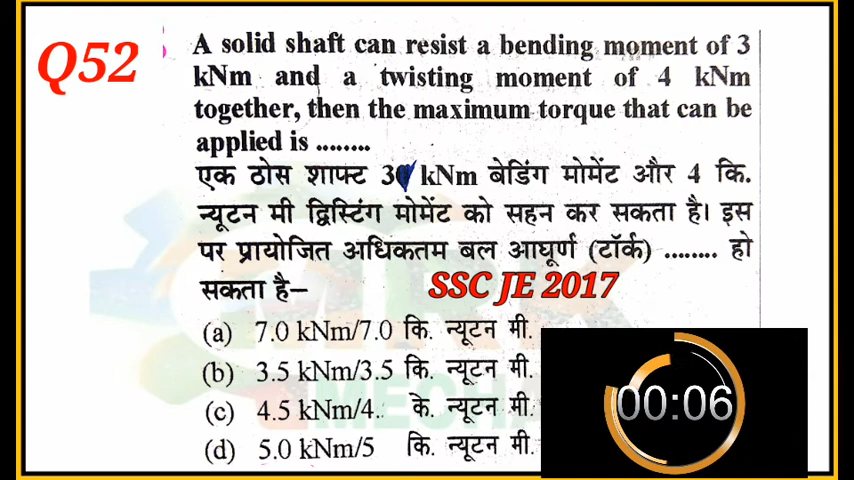 Q52
A solid shaft can resist a bending moment of 3
kNm and a twisting moment of 4 kNm
together, then the maximum torque that can be
applied is ........
एक ठोस शाफ्ट 3 kNm बेडिंग मोमेंट और 4 कि.
न्यूटन मी द्विस्टिंग मोमेंट को सहन कर सकता है। इस
पर प्रायोजित अधिकतम बल आघूर्ण (टॉर्क) ........ हो
सकता है–
SSC JE 2017
(a) 7.0 kNm/7.0 कि. न्यूटन मी.
(b) 3.5 kNm/3.5 कि. न्यूटन मी.
(c) 4.5 kNm/4. के. न्यूटन मी.
(d) 5.0 kNm/5 कि. न्यूटन मी.
00:06